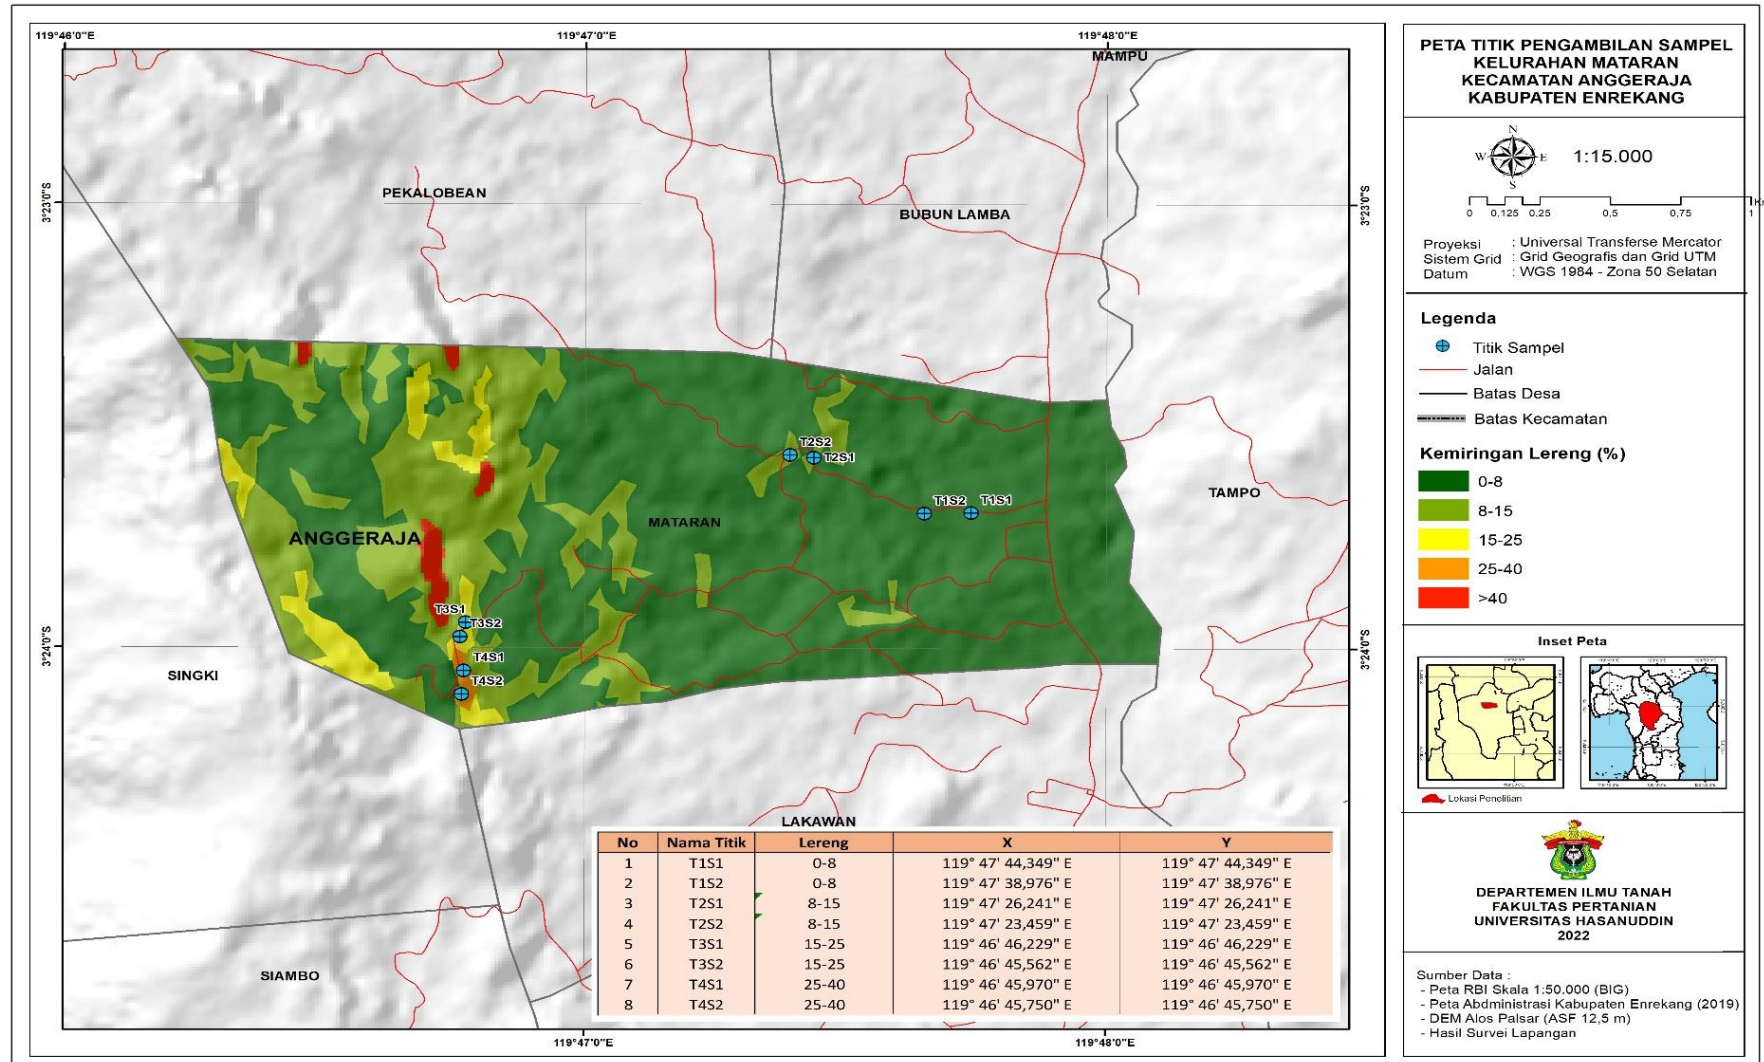 119°46'0"E
119°47'0"E
119°48'0"E
MAMPU
PEKALOBEAN
BUBUN LAMBA
3°23'0"S
3°23'0"S
T2S2
T2S1
T1S2
T1S1
TAMPO
MATARAN
ANGGERAJA
T3S1
T3S2
T4S1
T4S2
3°24'0"S
3°24'0"S
SINGKI
LAKAWAN
SIAMBO
No Nama Titik Lereng X Y
1 T1S1 0-8 119° 47' 44,349" E 119° 47' 44,349" E
2 T1S2 0-8 119° 47' 38,976" E 119° 47' 38,976" E
3 T2S1 8-15 119° 47' 26,241" E 119° 47' 26,241" E
4 T2S2 8-15 119° 47' 23,459" E 119° 47' 23,459" E
5 T3S1 15-25 119° 46' 46,229" E 119° 46' 46,229" E
6 T3S2 15-25 119° 46' 45,562" E 119° 46' 45,562" E
7 T4S1 25-40 119° 46' 45,970" E 119° 46' 45,970" E
8 T4S2 25-40 119° 46' 45,750" E 119° 46' 45,750" E
119°47'0"E
119°48'0"E
PETA TITIK PENGAMBILAN SAMPEL
KELURAHAN MATARAN
KECAMATAN ANGGERAJA
KABUPATEN ENREKANG
N
W E
S
1:15.000
0 0,125 0,25 0,5 0,75 1
Proyeksi : Universal Transferse Mercator
Sistem Grid : Grid Geografis dan Grid UTM
Datum : WGS 1984 - Zona 50 Selatan
Legenda
Titik Sampel
Jalan
Batas Desa
Batas Kecamatan
Kemiringan Lereng (%)
0-8
8-15
15-25
25-40
>40
Inset Peta
Lokasi Penelitian
DEPARTEMEN ILMU TANAH
FAKULTAS PERTANIAN
UNIVERSITAS HASANUDDIN
2022
Sumber Data :
- Peta RBI Skala 1:50.000 (BIG)
- Peta Abdministrasi Kabupaten Enrekang (2019)
- DEM Alos Palsar (ASF 12,5 m)
- Hasil Survei Lapangan